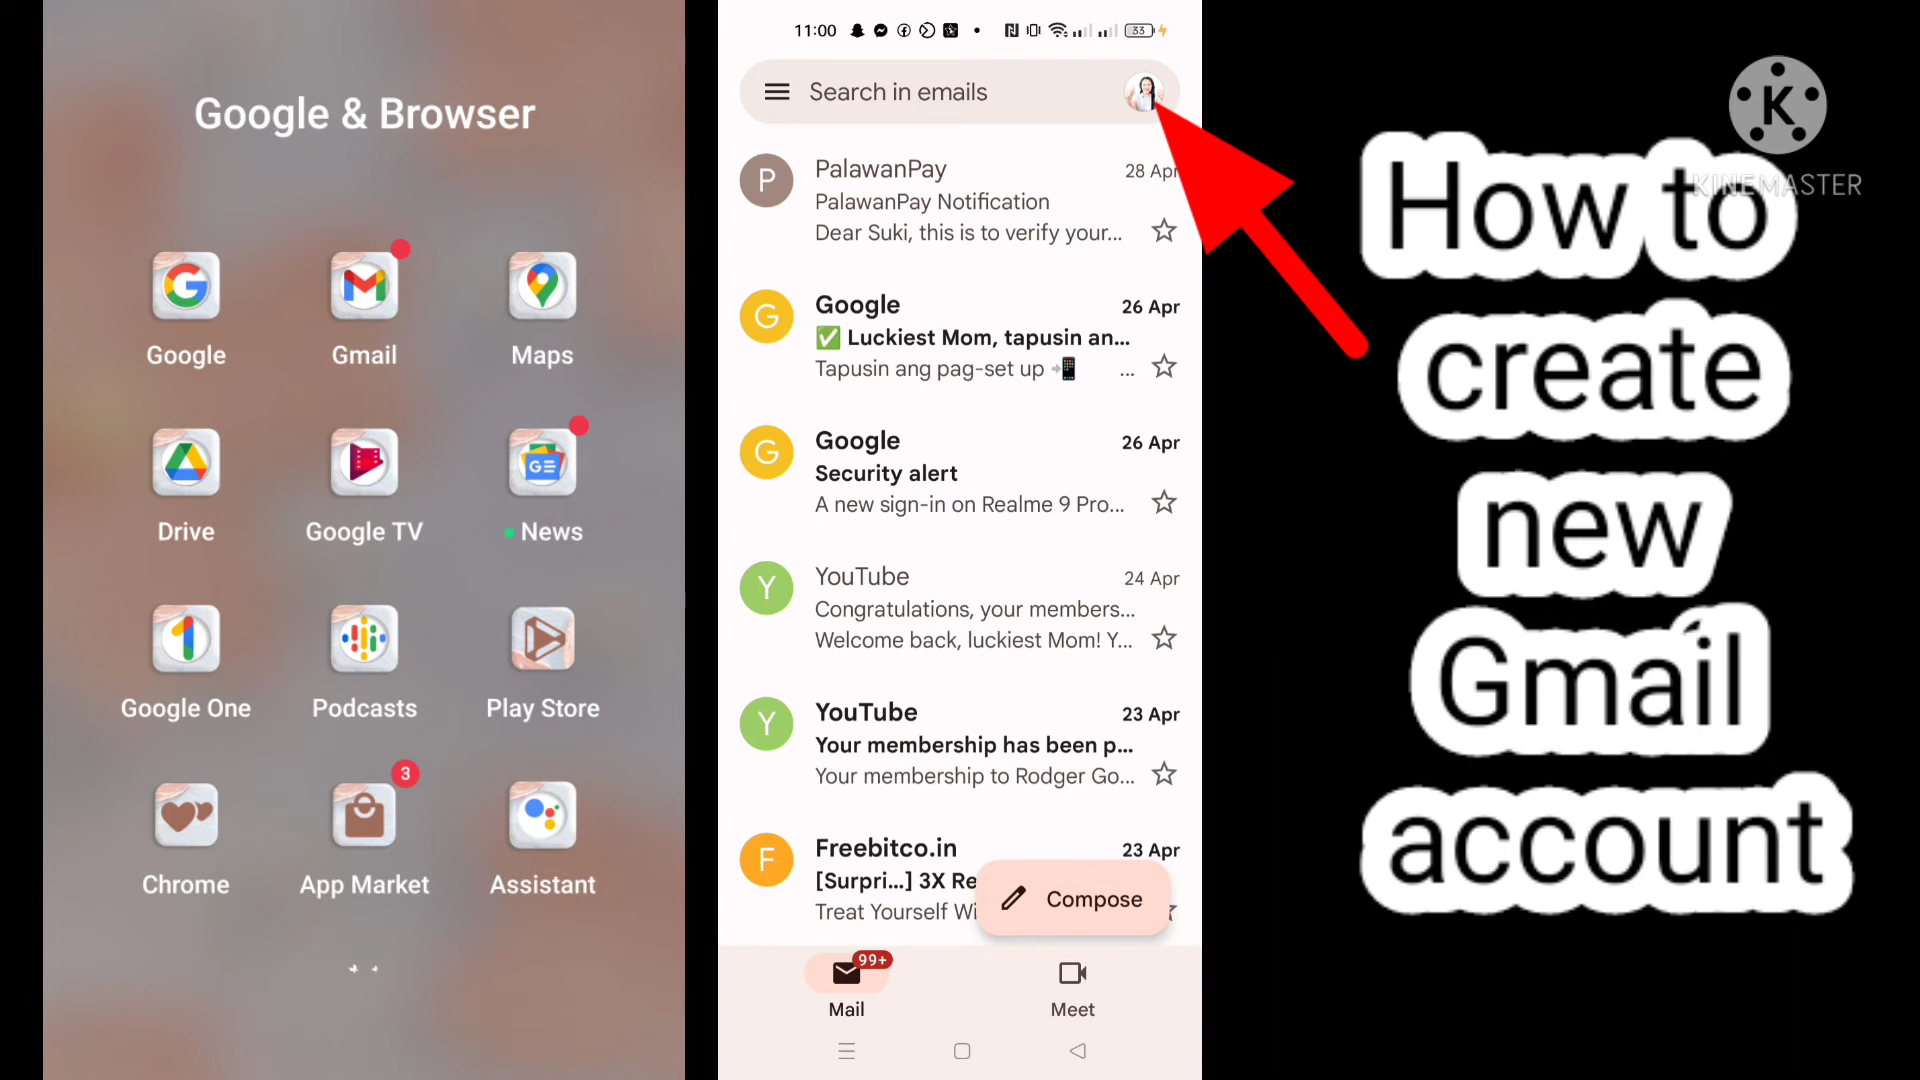 Google & Browser
Google
Gmail
Maps
Drive
Google TV
News
Google One
Podcasts
Play Store
3
Chrome
App Market
Assistant
11:00
33
Search in emails
P
PalawanPay
28 Apr
PalawanPay Notification
Dear Suki, this is to verify your...
G
Google
26 Apr
✅ Luckiest Mom, tapusin an...
Tapusin ang pag-set up 📲 ...
G
Google
26 Apr
Security alert
A new sign-in on Realme 9 Pro...
Y
YouTube
24 Apr
Congratulations, your members...
Welcome back, luckiest Mom! Y...
Y
YouTube
23 Apr
Your membership has been p...
Your membership to Rodger Go...
F
Freebitco.in
23 Apr
[Surpri...] 3X Re
Treat Yourself Wi
Compose
99+
Mail
Meet
K
KINEMASTER
How to
create
new
Gmail
account